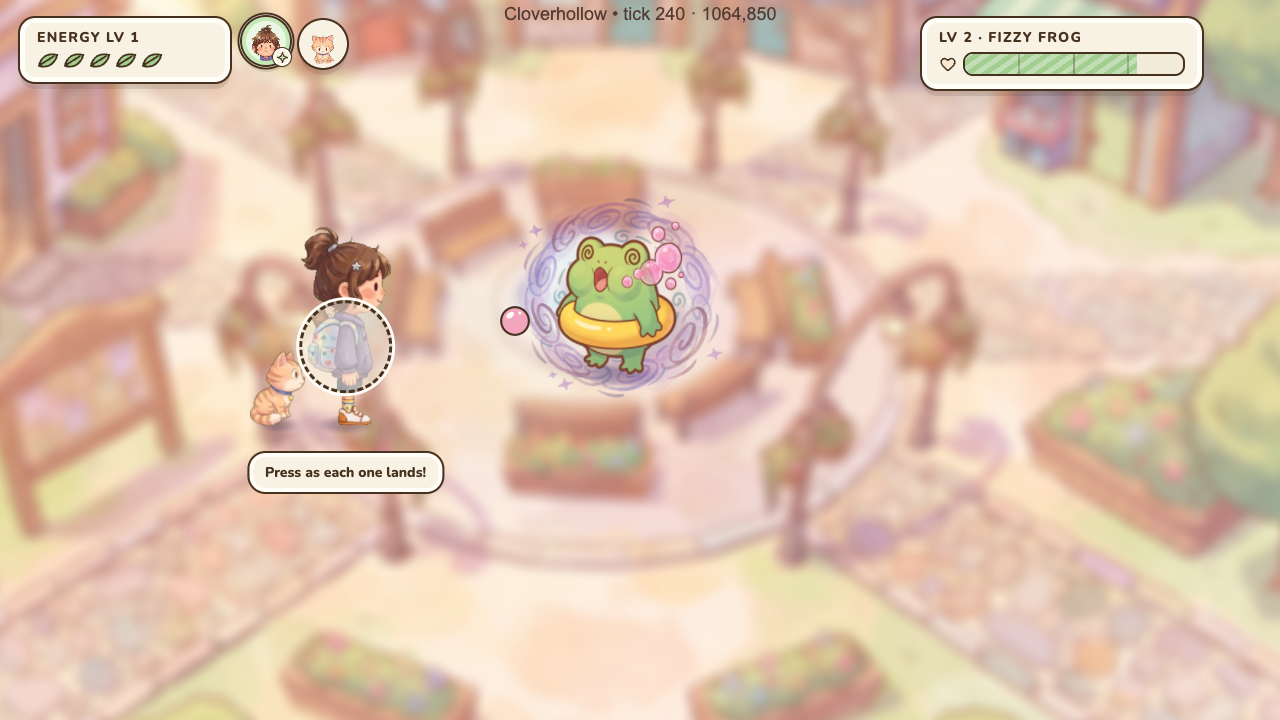 Cloverhollow • tick 240 · 1064,850
ENERGY LV 1
LV 2 · FIZZY FROG
Press as each one lands!